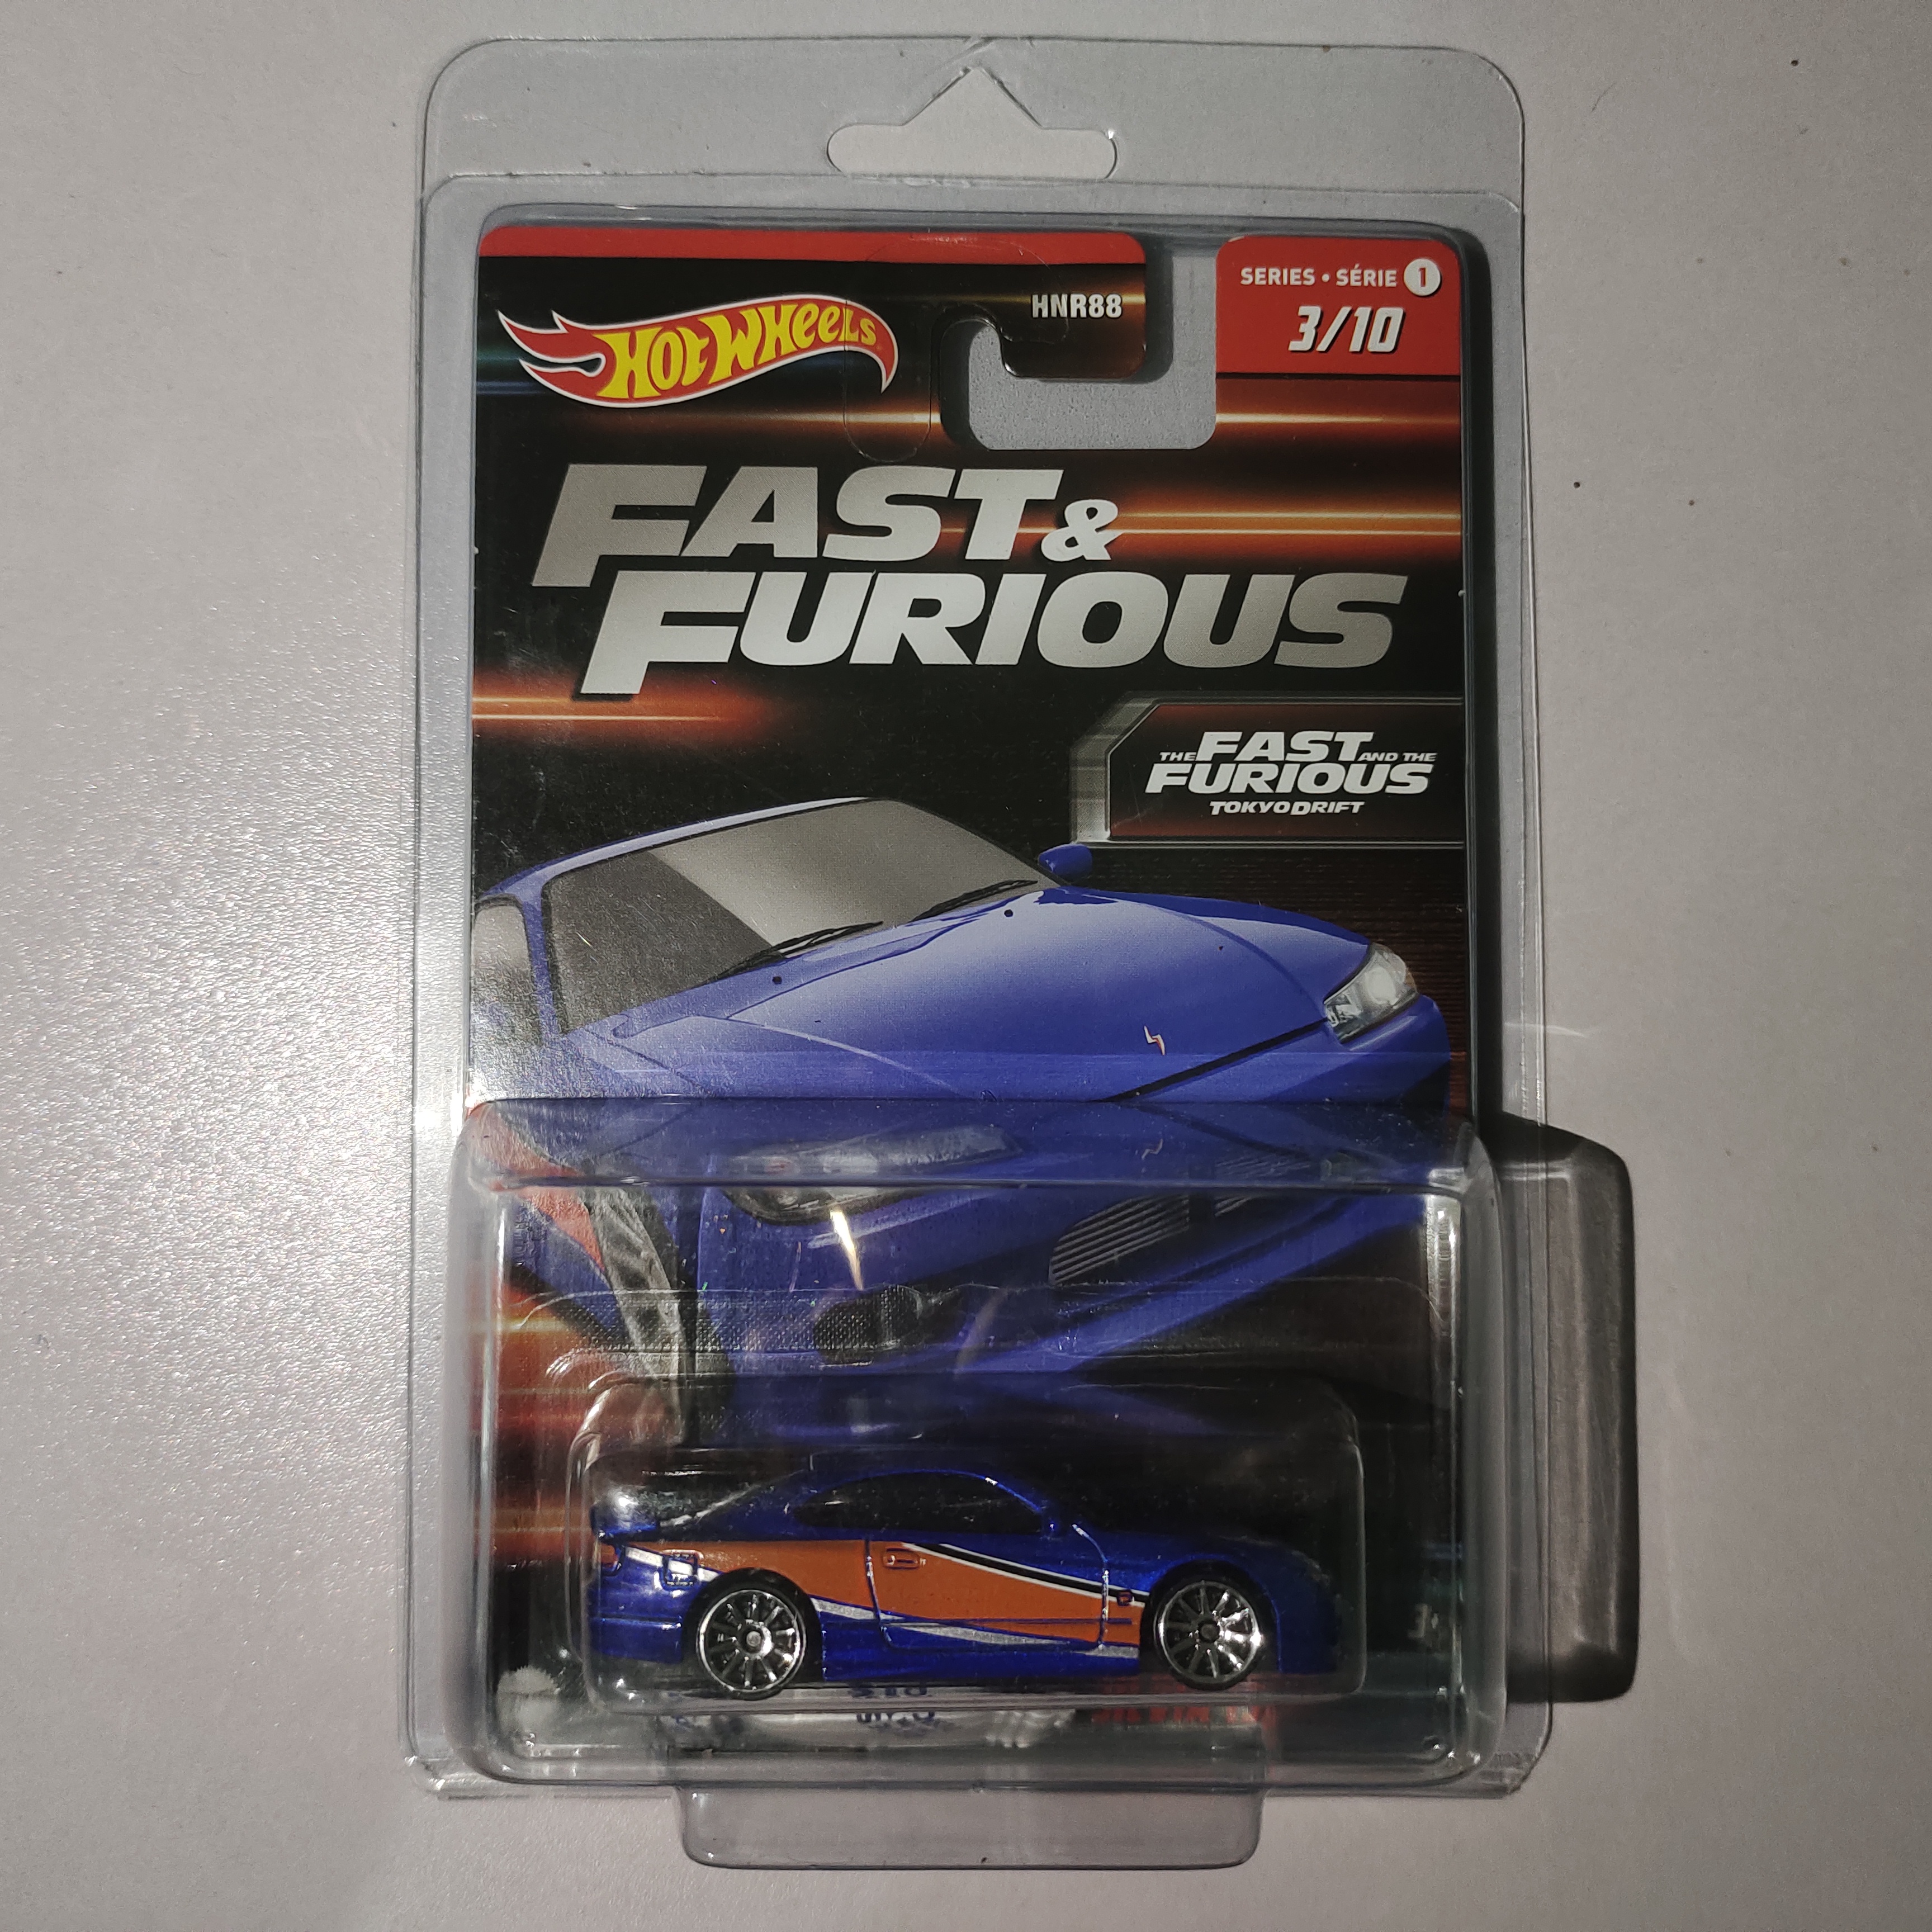 HOT WHEELS
HNR88
SERIES • SÉRIE 1
3/10
FAST &
FURIOUS
THE FAST AND THE
FURIOUS
TOKYO DRIFT